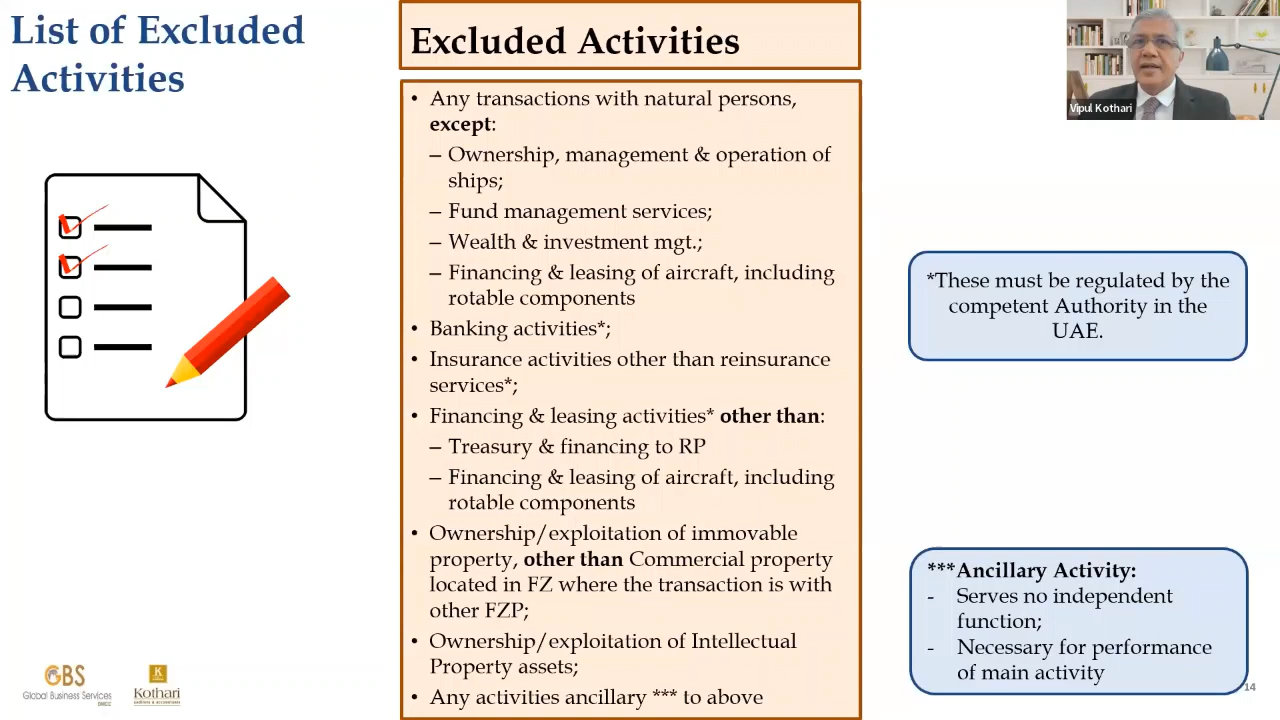 List of Excluded
Activities
Excluded Activities
• Any transactions with natural persons,
except:
– Ownership, management & operation of
ships;
– Fund management services;
– Wealth & investment mgt.;
– Financing & leasing of aircraft, including
rotable components
• Banking activities*;
• Insurance activities other than reinsurance
services*;
• Financing & leasing activities* other than:
– Treasury & financing to RP
– Financing & leasing of aircraft, including
rotable components
• Ownership/exploitation of immovable
property, other than Commercial property
located in FZ where the transaction is with
other FZP;
• Ownership/exploitation of Intellectual
Property assets;
• Any activities ancillary *** to above
Vipul Kothari
*These must be regulated by the
competent Authority in the
UAE.
***Ancillary Activity:
- Serves no independent
function;
- Necessary for performance
of main activity
GBS
Global Business Services
DMCC
K
Kothari
auditors & accountants
14